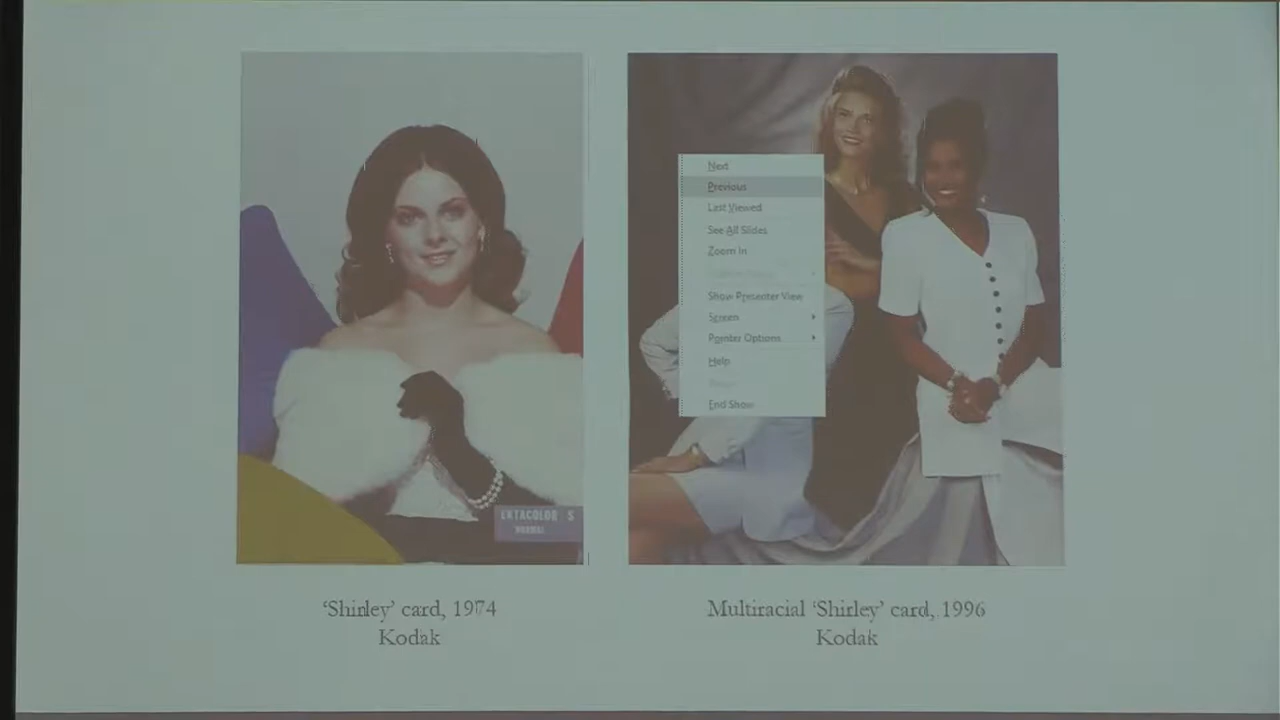 EKTACOLOR S
NORMAL
Next
Previous
Last Viewed
See All Slides
Zoom In
Show Presenter View
Screen
Pointer Options
Help
End Show
'Shirley' card, 1974
Kodak
Multiracial 'Shirley' card, 1996
Kodak